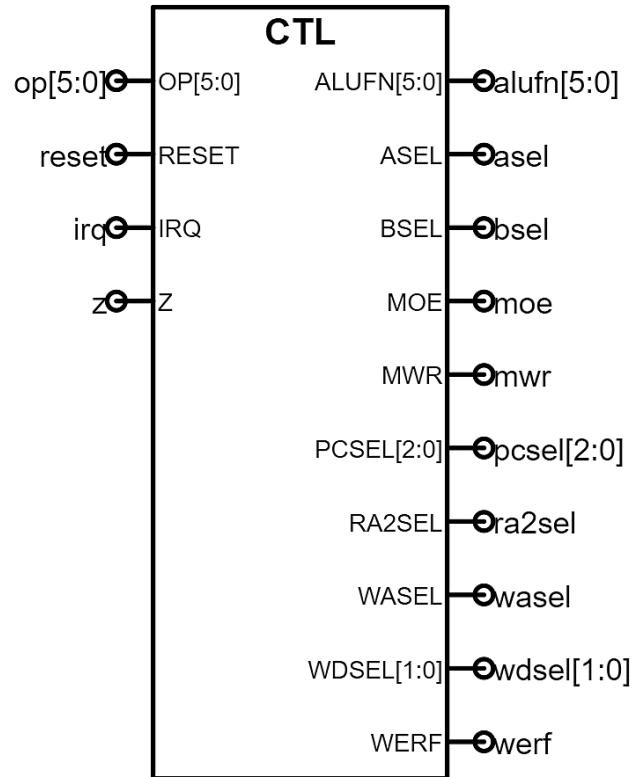 CTL
op[5:0] OP[5:0] ALUFN[5:0] alufn[5:0]
reset RESET ASEL asel
irq IRQ BSEL bsel
z Z MOE moe
MWR mwr
PCSEL[2:0] pcsel[2:0]
RA2SEL ra2sel
WASEL wasel
WDSEL[1:0] wdsel[1:0]
WERF werf